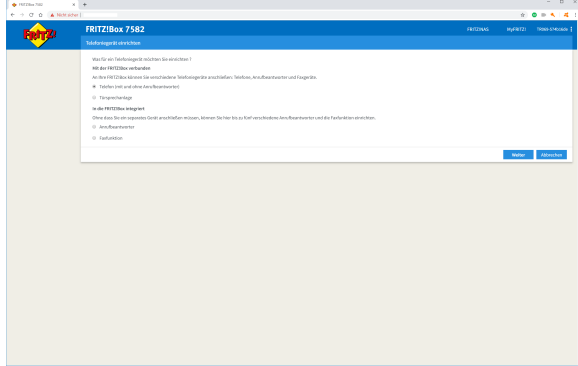 FRITZ!Box 7582
Nicht sicher
FRITZ!
FRITZ!Box 7582
FRITZ!NAS
MyFRITZ!
Telefoniegerät einrichten
Was für ein Telefoniegerät möchten Sie einrichten ?
Mit der FRITZ!Box verbunden
An Ihre FRITZ!Box können Sie verschiedene Telefoniegeräte anschließen: Telefone, Anrufbeantworter und Faxgeräte.
Telefon (mit und ohne Anrufbeantworter)
Türsprechanlage
In die FRITZ!Box integriert
Ohne dass Sie ein separates Gerät anschließen müssen, können Sie hier bis zu fünf verschiedene Anrufbeantworter und die Faxfunktion einrichten.
Anrufbeantworter
Faxfunktion
Weiter
Abbrechen